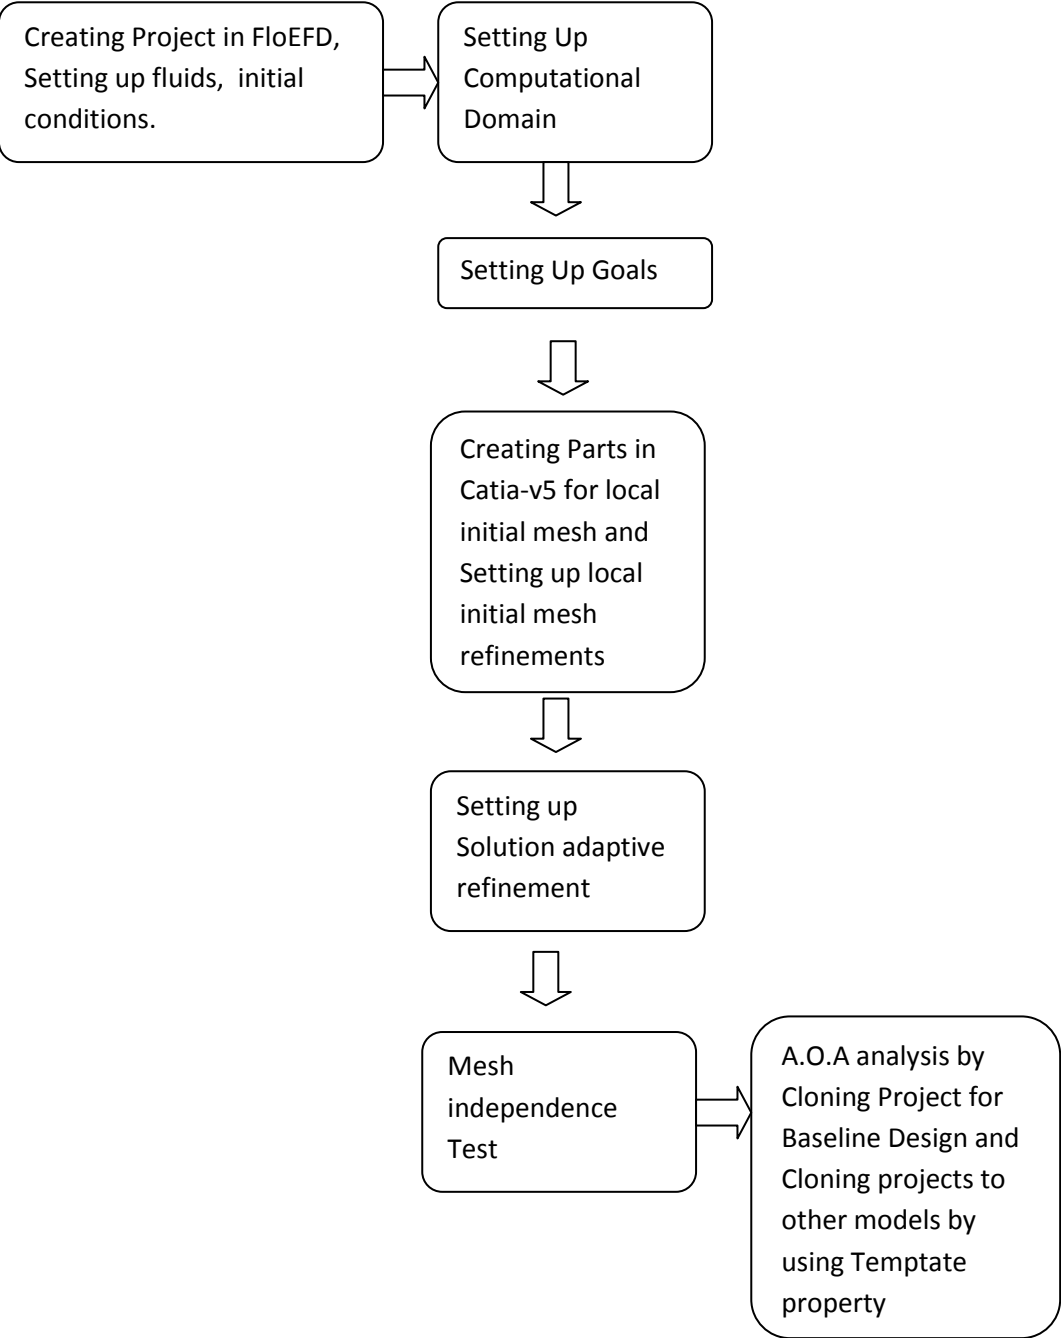 Creating Project in FloEFD,
Setting up fluids,  initial
conditions.
Setting Up
Computational
Domain
Setting Up Goals
Creating Parts in
Catia-v5 for local
initial mesh and
Setting up local
initial mesh
refinements
Setting up
Solution adaptive
refinement
Mesh
independence
Test
A.O.A analysis by
Cloning Project for
Baseline Design and
Cloning projects to
other models by
using Temptate
property